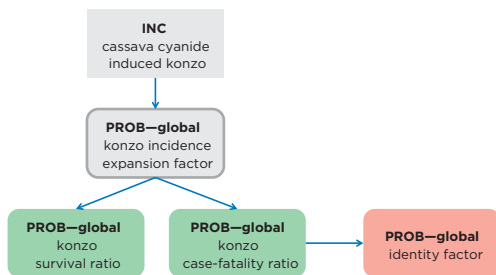 INC
cassava cyanide
induced konzo
PROB—global
konzo incidence
expansion factor
PROB—global
konzo
survival ratio
PROB—global
konzo
case-fatality ratio
PROB—global
identity factor